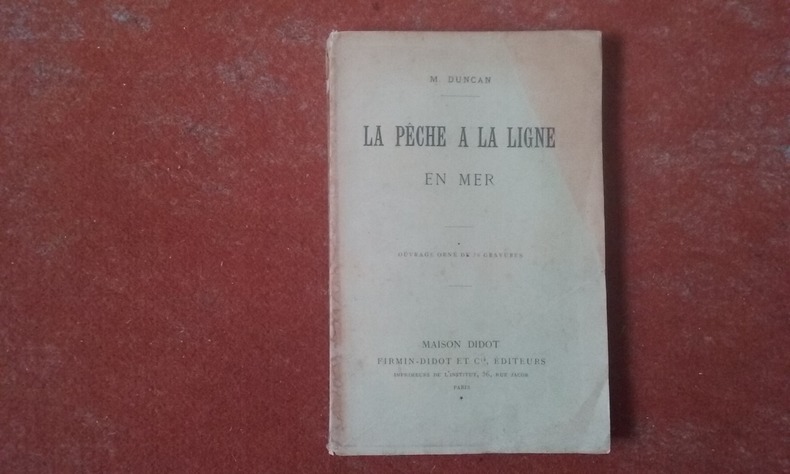 M. DUNCAN
LA PÊCHE A LA LIGNE
EN MER
OUVRAGE ORNÉ DE GRAVURES
MAISON DIDOT
FIRMIN-DIDOT ET Cie, ÉDITEURS
IMPRIMEURS DE L'INSTITUT, 56, RUE JACOB
PARIS